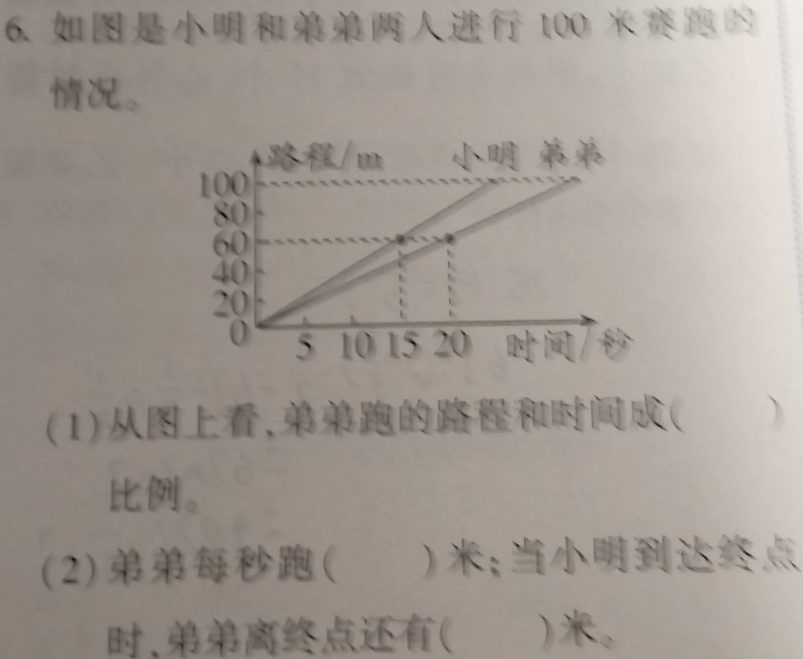 6. 如图是小明和弟弟两人进行 100 米赛跑的
情况。
路程/m 小明 弟弟
100
80
60
40
20
0
5 10 15 20 时间/秒
(1)从图上看,弟弟跑的路程和时间成( )
比例。
(2)弟弟每秒跑( )米;当小明到达终点
时,弟弟离终点还有( )米。